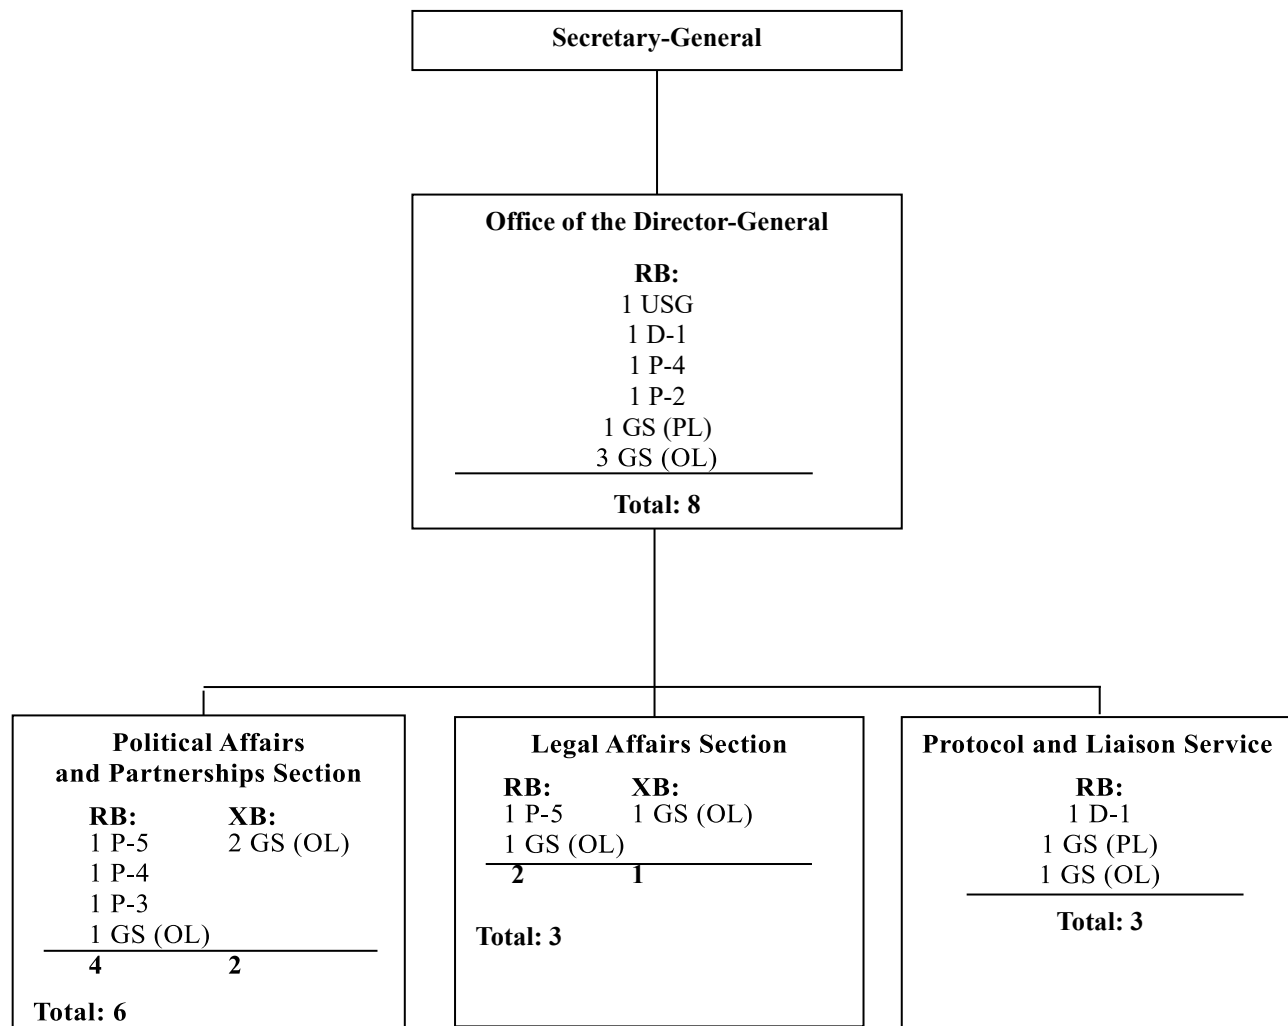 Secretary-General
Office of the Director-General
RB:
1 USG
1 D-1
1 P-4
1 P-2
1 GS (PL)
3 GS (OL)
Total: 8
Political Affairs
and Partnerships Section
RB: XB:
1 P-5 2 GS (OL)
1 P-4
1 P-3
1 GS (OL)
4 2
Total: 6
Legal Affairs Section
RB: XB:
1 P-5 1 GS (OL)
1 GS (OL)
2 1
Total: 3
Protocol and Liaison Service
RB:
1 D-1
1 GS (PL)
1 GS (OL)
Total: 3